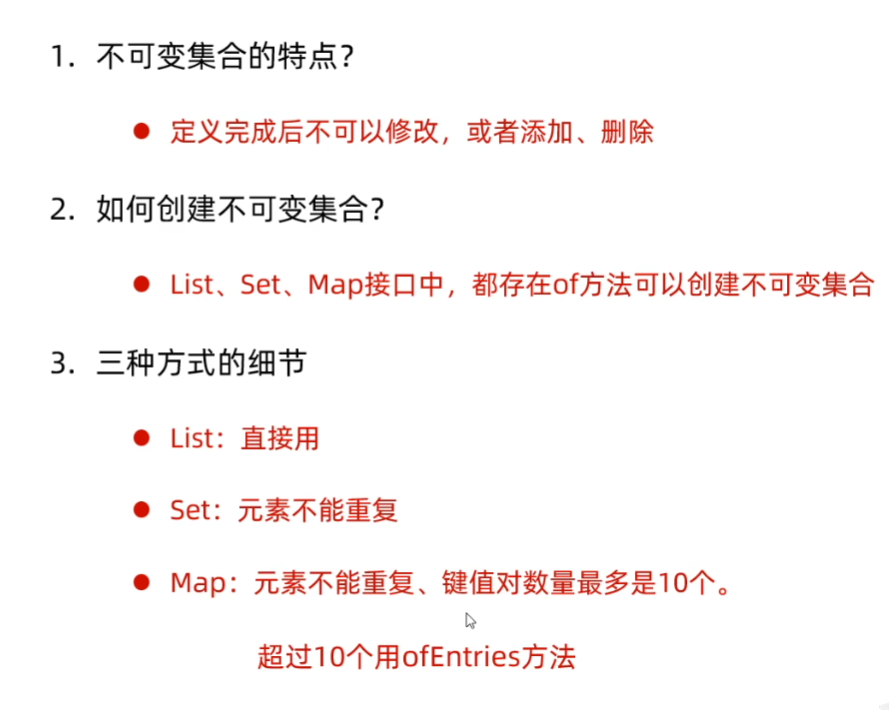 1. 不可变集合的特点?
● 定义完成后不可以修改，或者添加、删除
2. 如何创建不可变集合?
● List、Set、Map接口中，都存在of方法可以创建不可变集合
3. 三种方式的细节
● List：直接用
● Set：元素不能重复
● Map：元素不能重复、键值对数量最多是10个。
超过10个用ofEntries方法